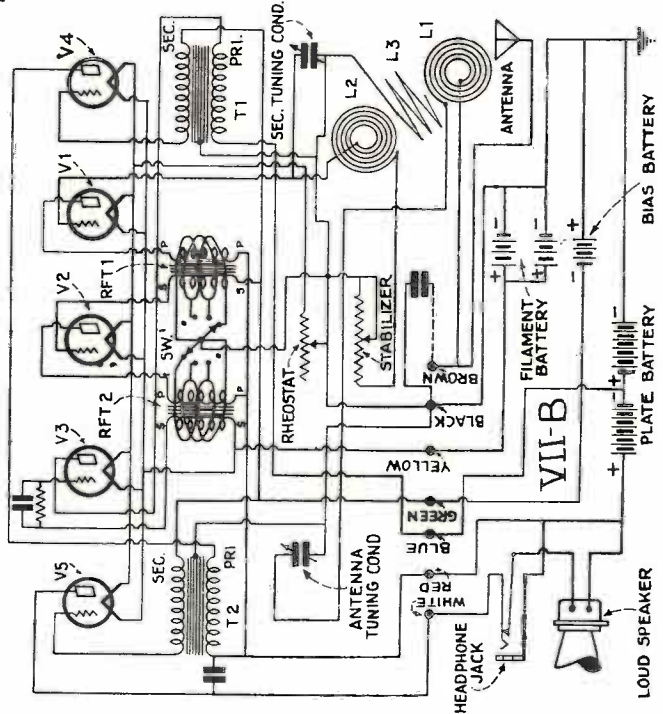 V4
V1
V2
V3
V5
SEC.
PRI.
T1
SEC. TUNING COND.
L3
L1
L2
RFT1
P
S
P
S
SW.1
RFT2
P
S
P
S
RHEOSTAT
STABILIZER
ANTENNA
SEC.
PRI.
T2
ANTENNA
TUNING COND
BROWN
BLACK
YELLOW
GREEN
BLUE
RED
WHITE
+
-
+
-
FILAMENT
BATTERY
+
-
BIAS BATTERY
VII-B
+
-
+
-
PLATE BATTERY
HEADPHONE
JACK
LOUD SPEAKER